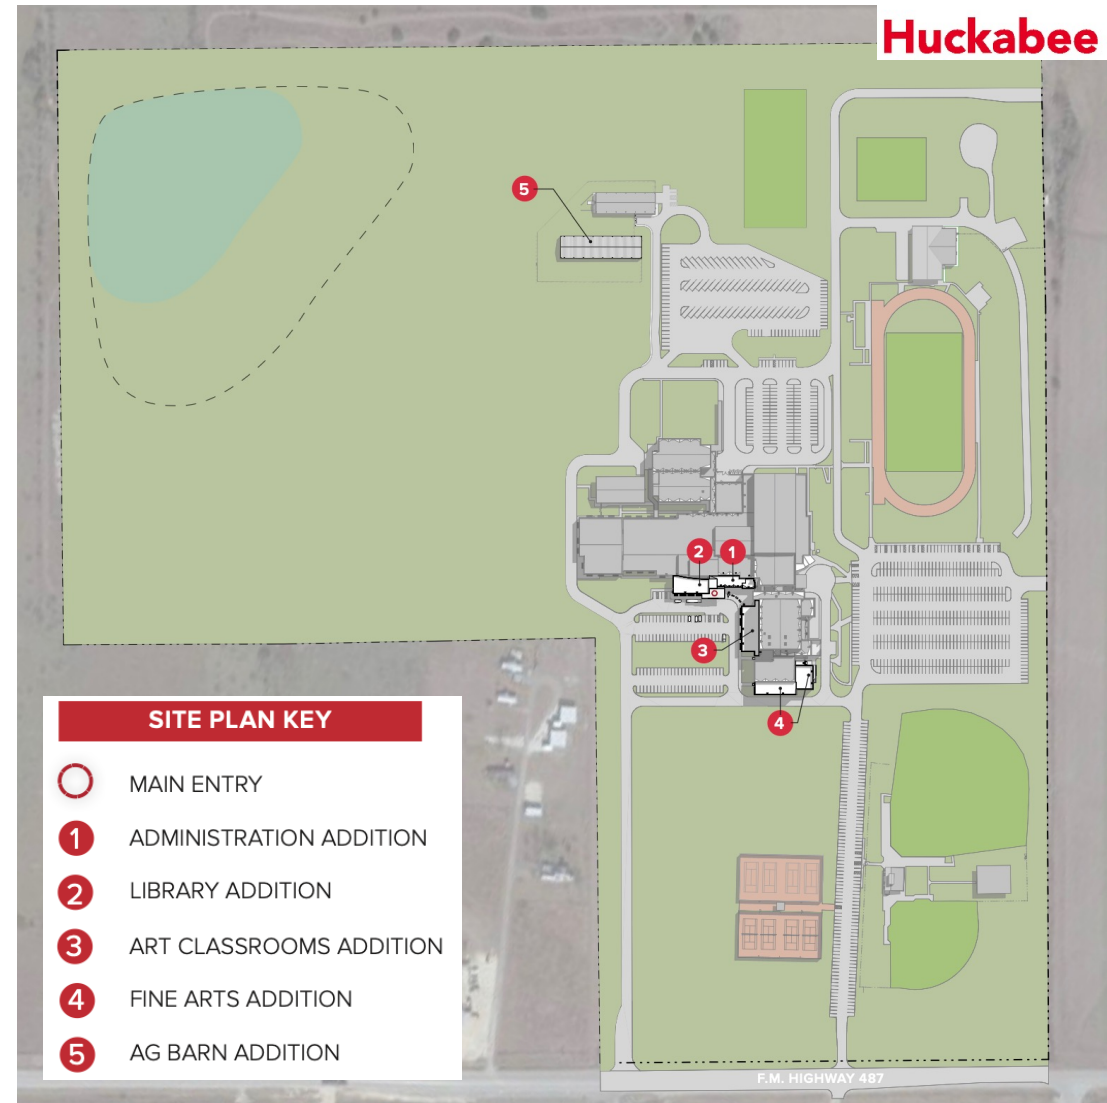 Huckabee
5
2
1
3
4
SITE PLAN KEY
MAIN ENTRY
1 ADMINISTRATION ADDITION
2 LIBRARY ADDITION
3 ART CLASSROOMS ADDITION
4 FINE ARTS ADDITION
5 AG BARN ADDITION
F.M. HIGHWAY 487